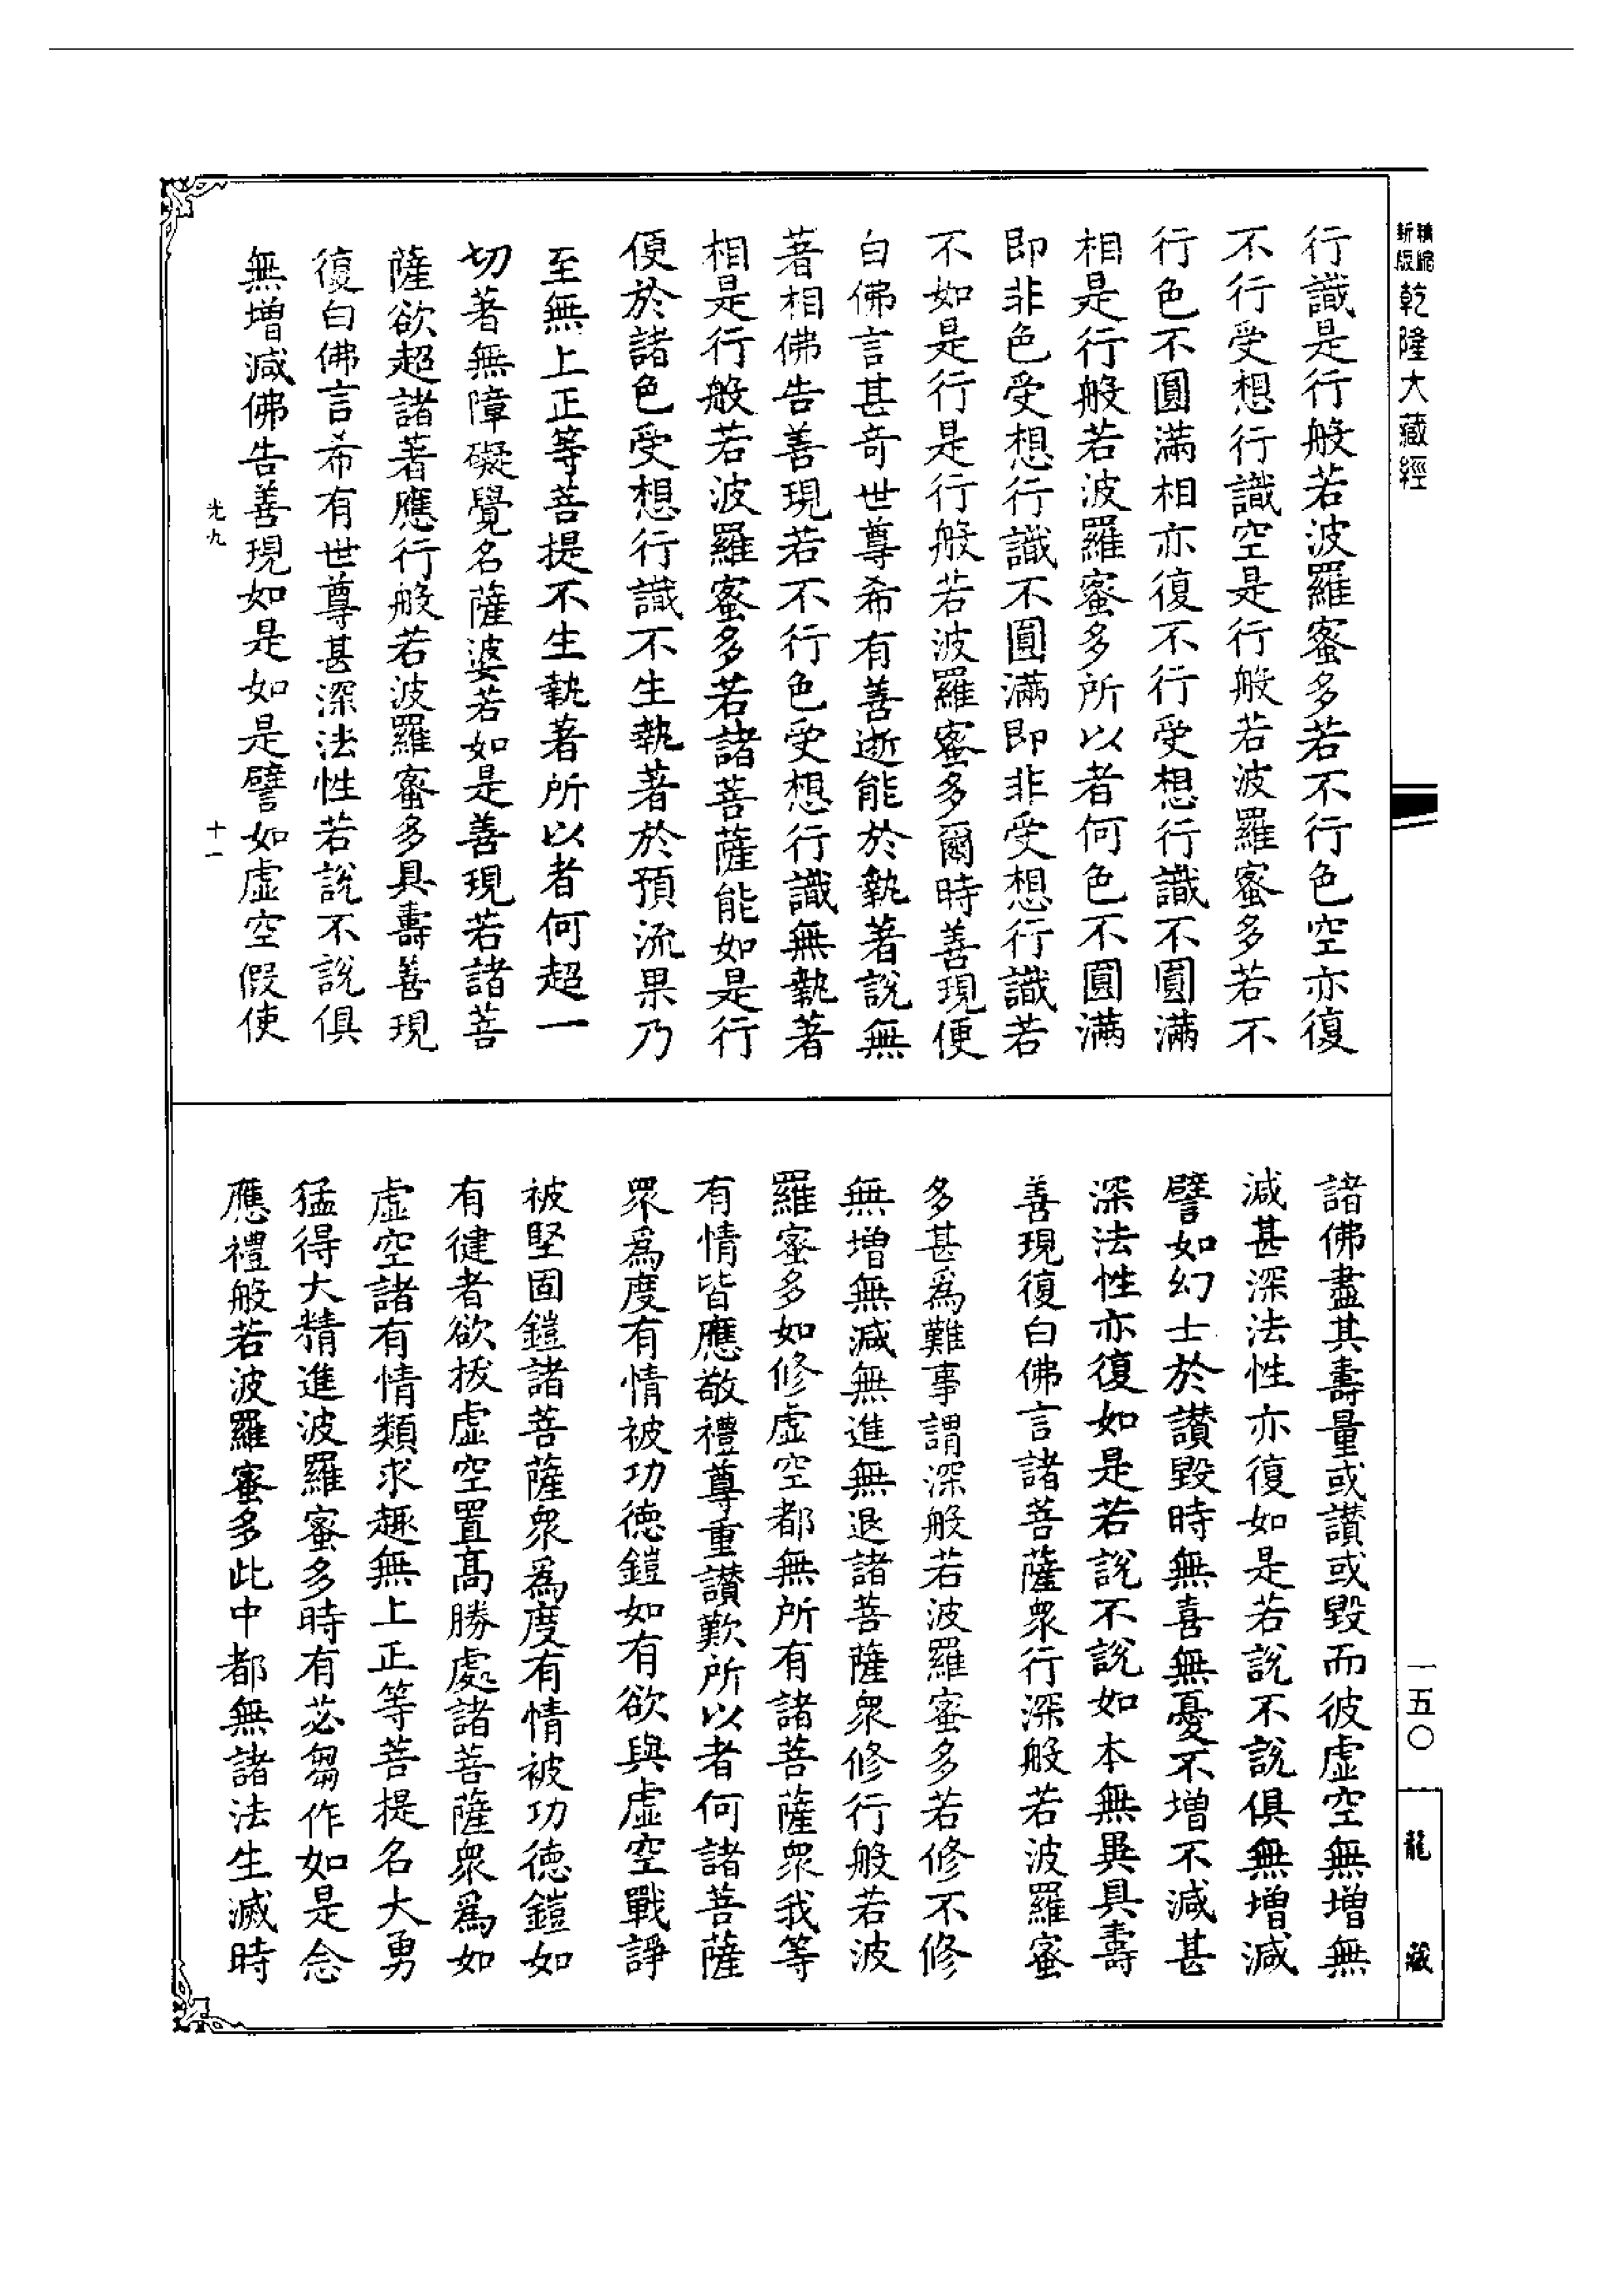 精縮新版乾隆大藏經
行識是行般若波羅蜜多若不行色空亦復
不行受想行識空是行般若波羅蜜多若不
行色不圓滿相亦復不行受想行識不圓滿
相是行般若波羅蜜多所以者何色不圓滿
即非色受想行識不圓滿即非受想行識若
不如是行是行般若波羅蜜多爾時善現便
白佛言甚奇世尊希有善逝能於執著說無
著相佛告善現若不行色受想行識無執著
相是行般若波羅蜜多若諸菩薩能如是行
便於諸色受想行識不生執著於預流果乃
至無上正等菩提不生執著所以者何超一
切著無障礙覺名薩婆若如是善現若諸菩
薩欲超諸著應行般若波羅蜜多具壽善現
復白佛言希有世尊甚深法性若說不說俱
無增減佛告善現如是如是譬如虛空假使
光九 十一
諸佛盡其壽量或讚或毀而彼虛空無增無
減甚深法性亦復如是若說不說俱無增減
譬如幻士於讚毀時無喜無憂不增不減甚
深法性亦復如是若說不說如本無異具壽
善現復白佛言諸菩薩眾行深般若波羅蜜
多甚為難事謂深般若波羅蜜多若修不修
無增無減無進無退諸菩薩眾修行般若波
羅蜜多如修虛空都無所有諸菩薩眾我等
有情皆應敬禮尊重讚歎所以者何諸菩薩
眾為度有情被功德鎧如有欲與虛空戰諍
被堅固鎧諸菩薩眾為度有情被功德鎧如
有健者欲拔虛空置高勝處諸菩薩眾為如
虛空諸有情類求趣無上正等菩提名大勇
猛得大精進波羅蜜多時有苾芻作如是念
應禮般若波羅蜜多此中都無諸法生滅時
一五〇
龍藏